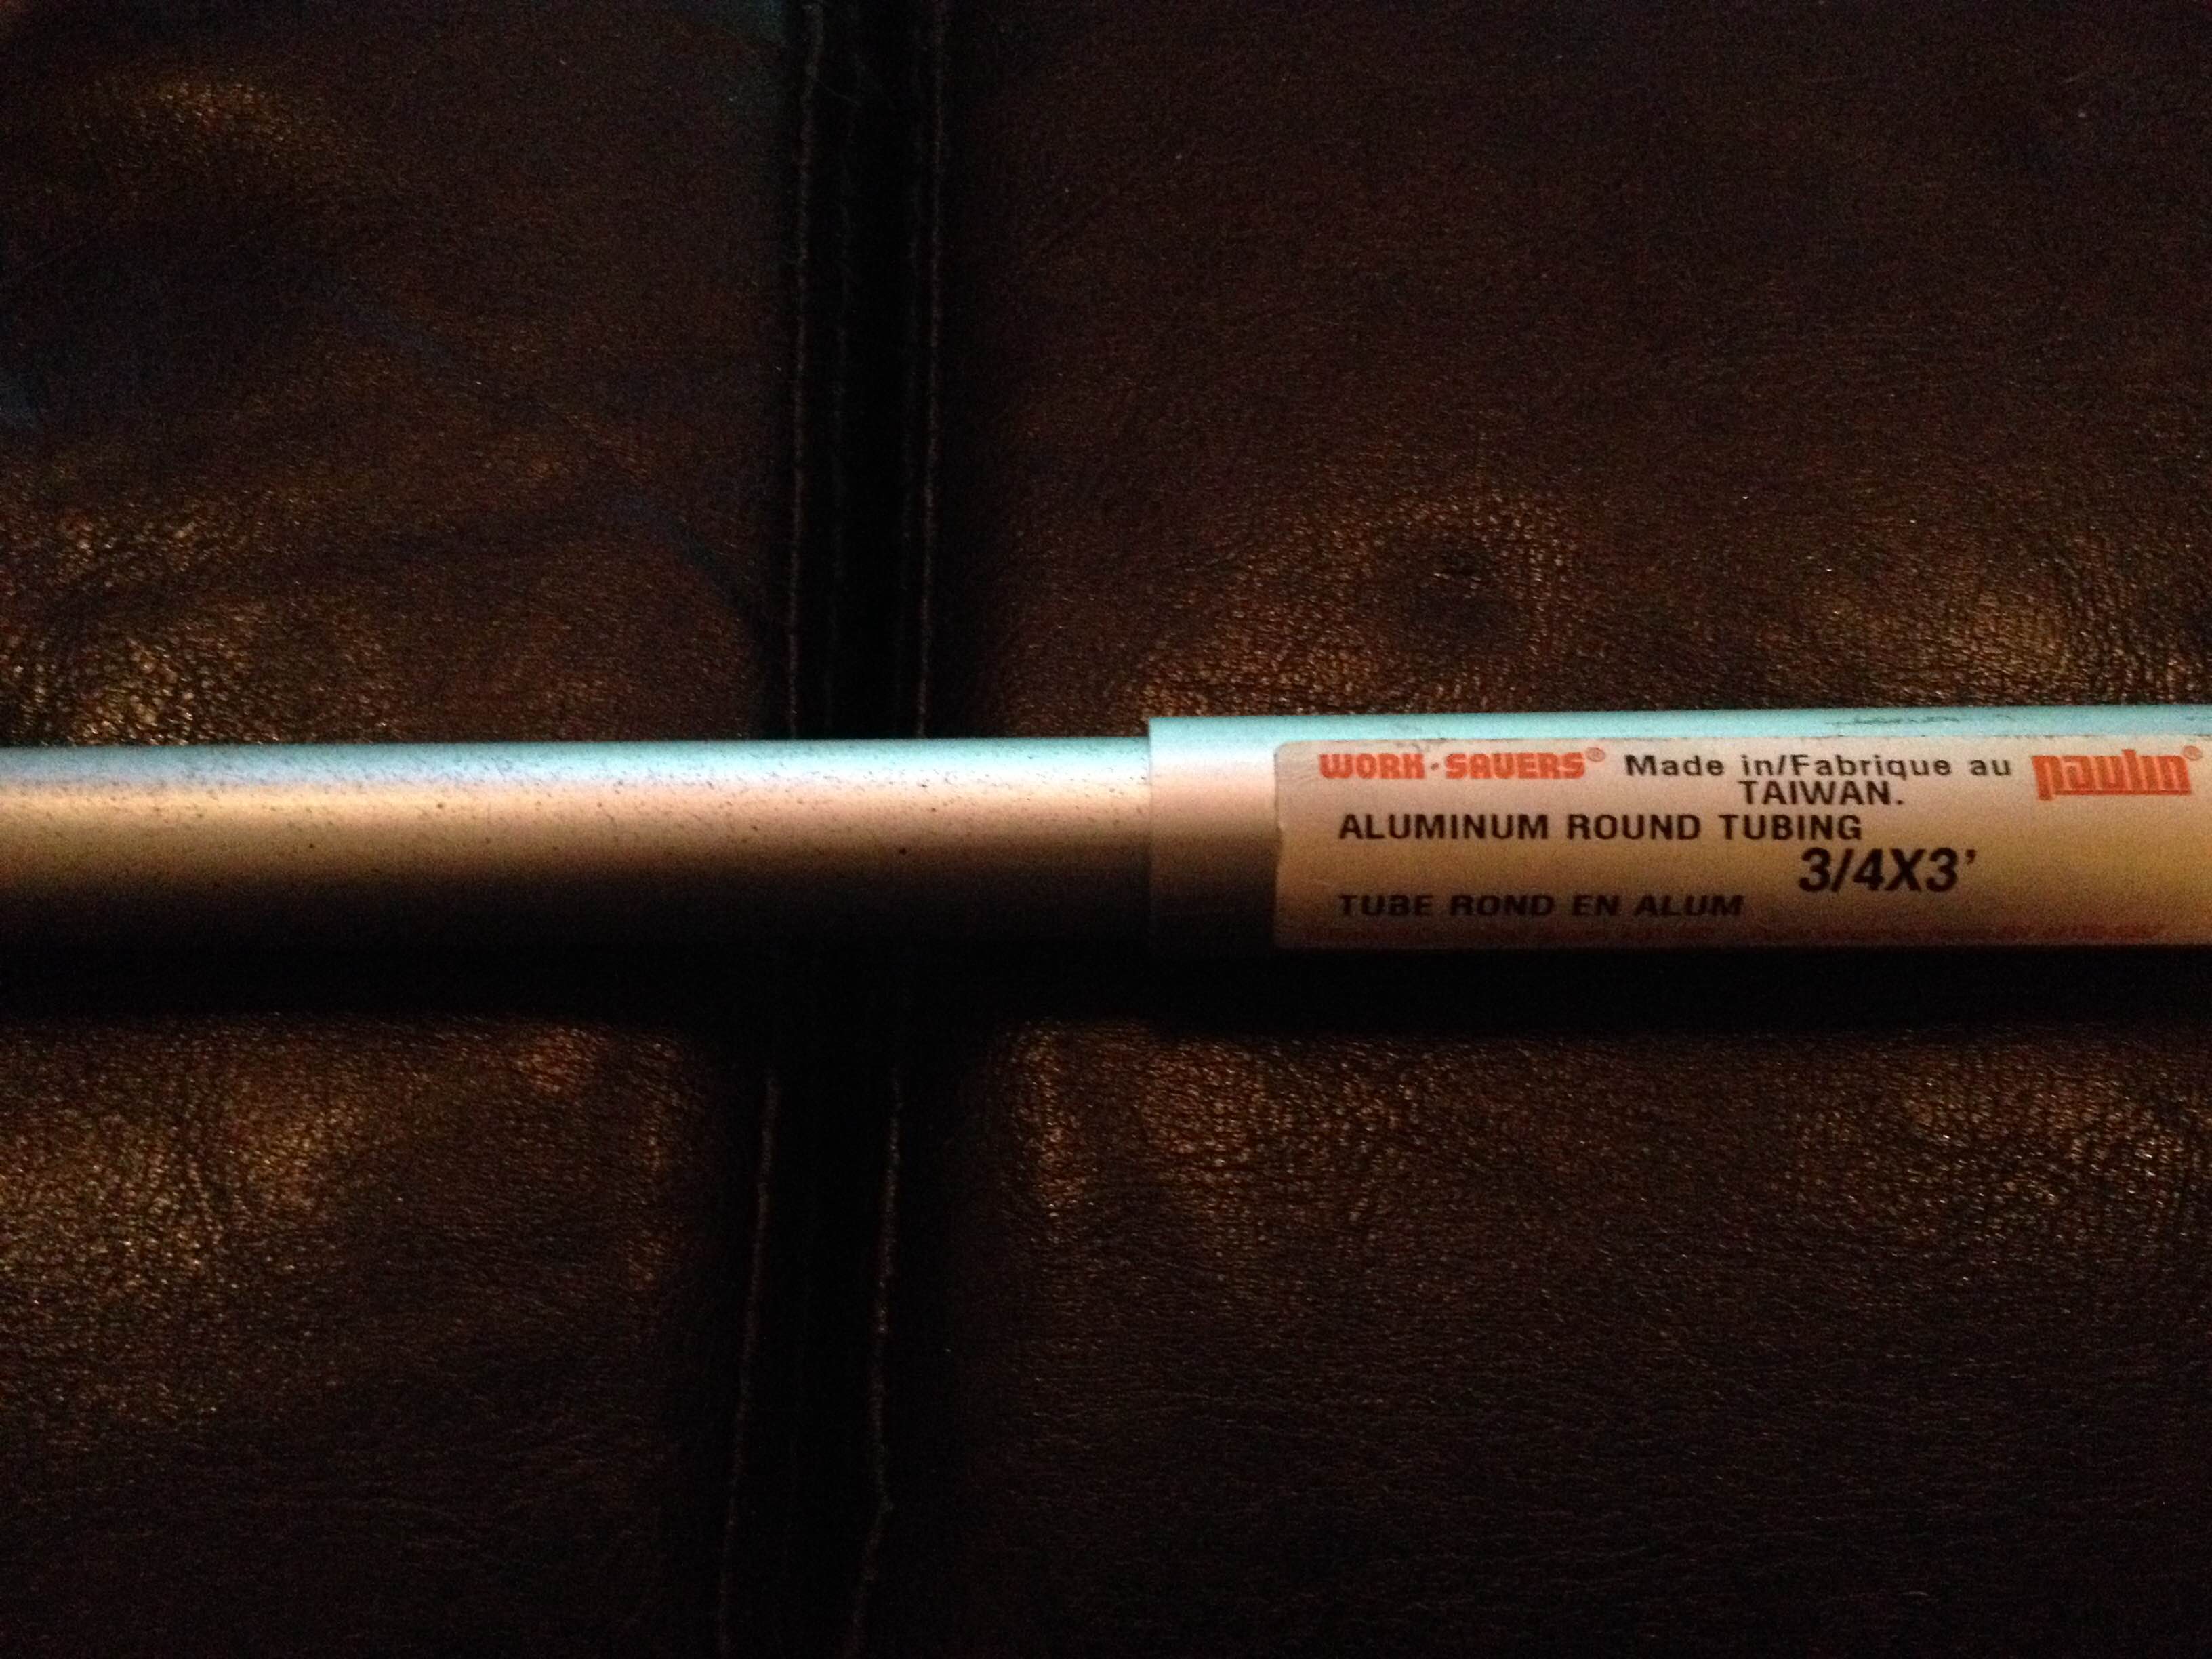 WORK·SAVERS® Made in/Fabrique au paulin®
TAIWAN.
ALUMINUM ROUND TUBING
3/4X3'
TUBE ROND EN ALUM